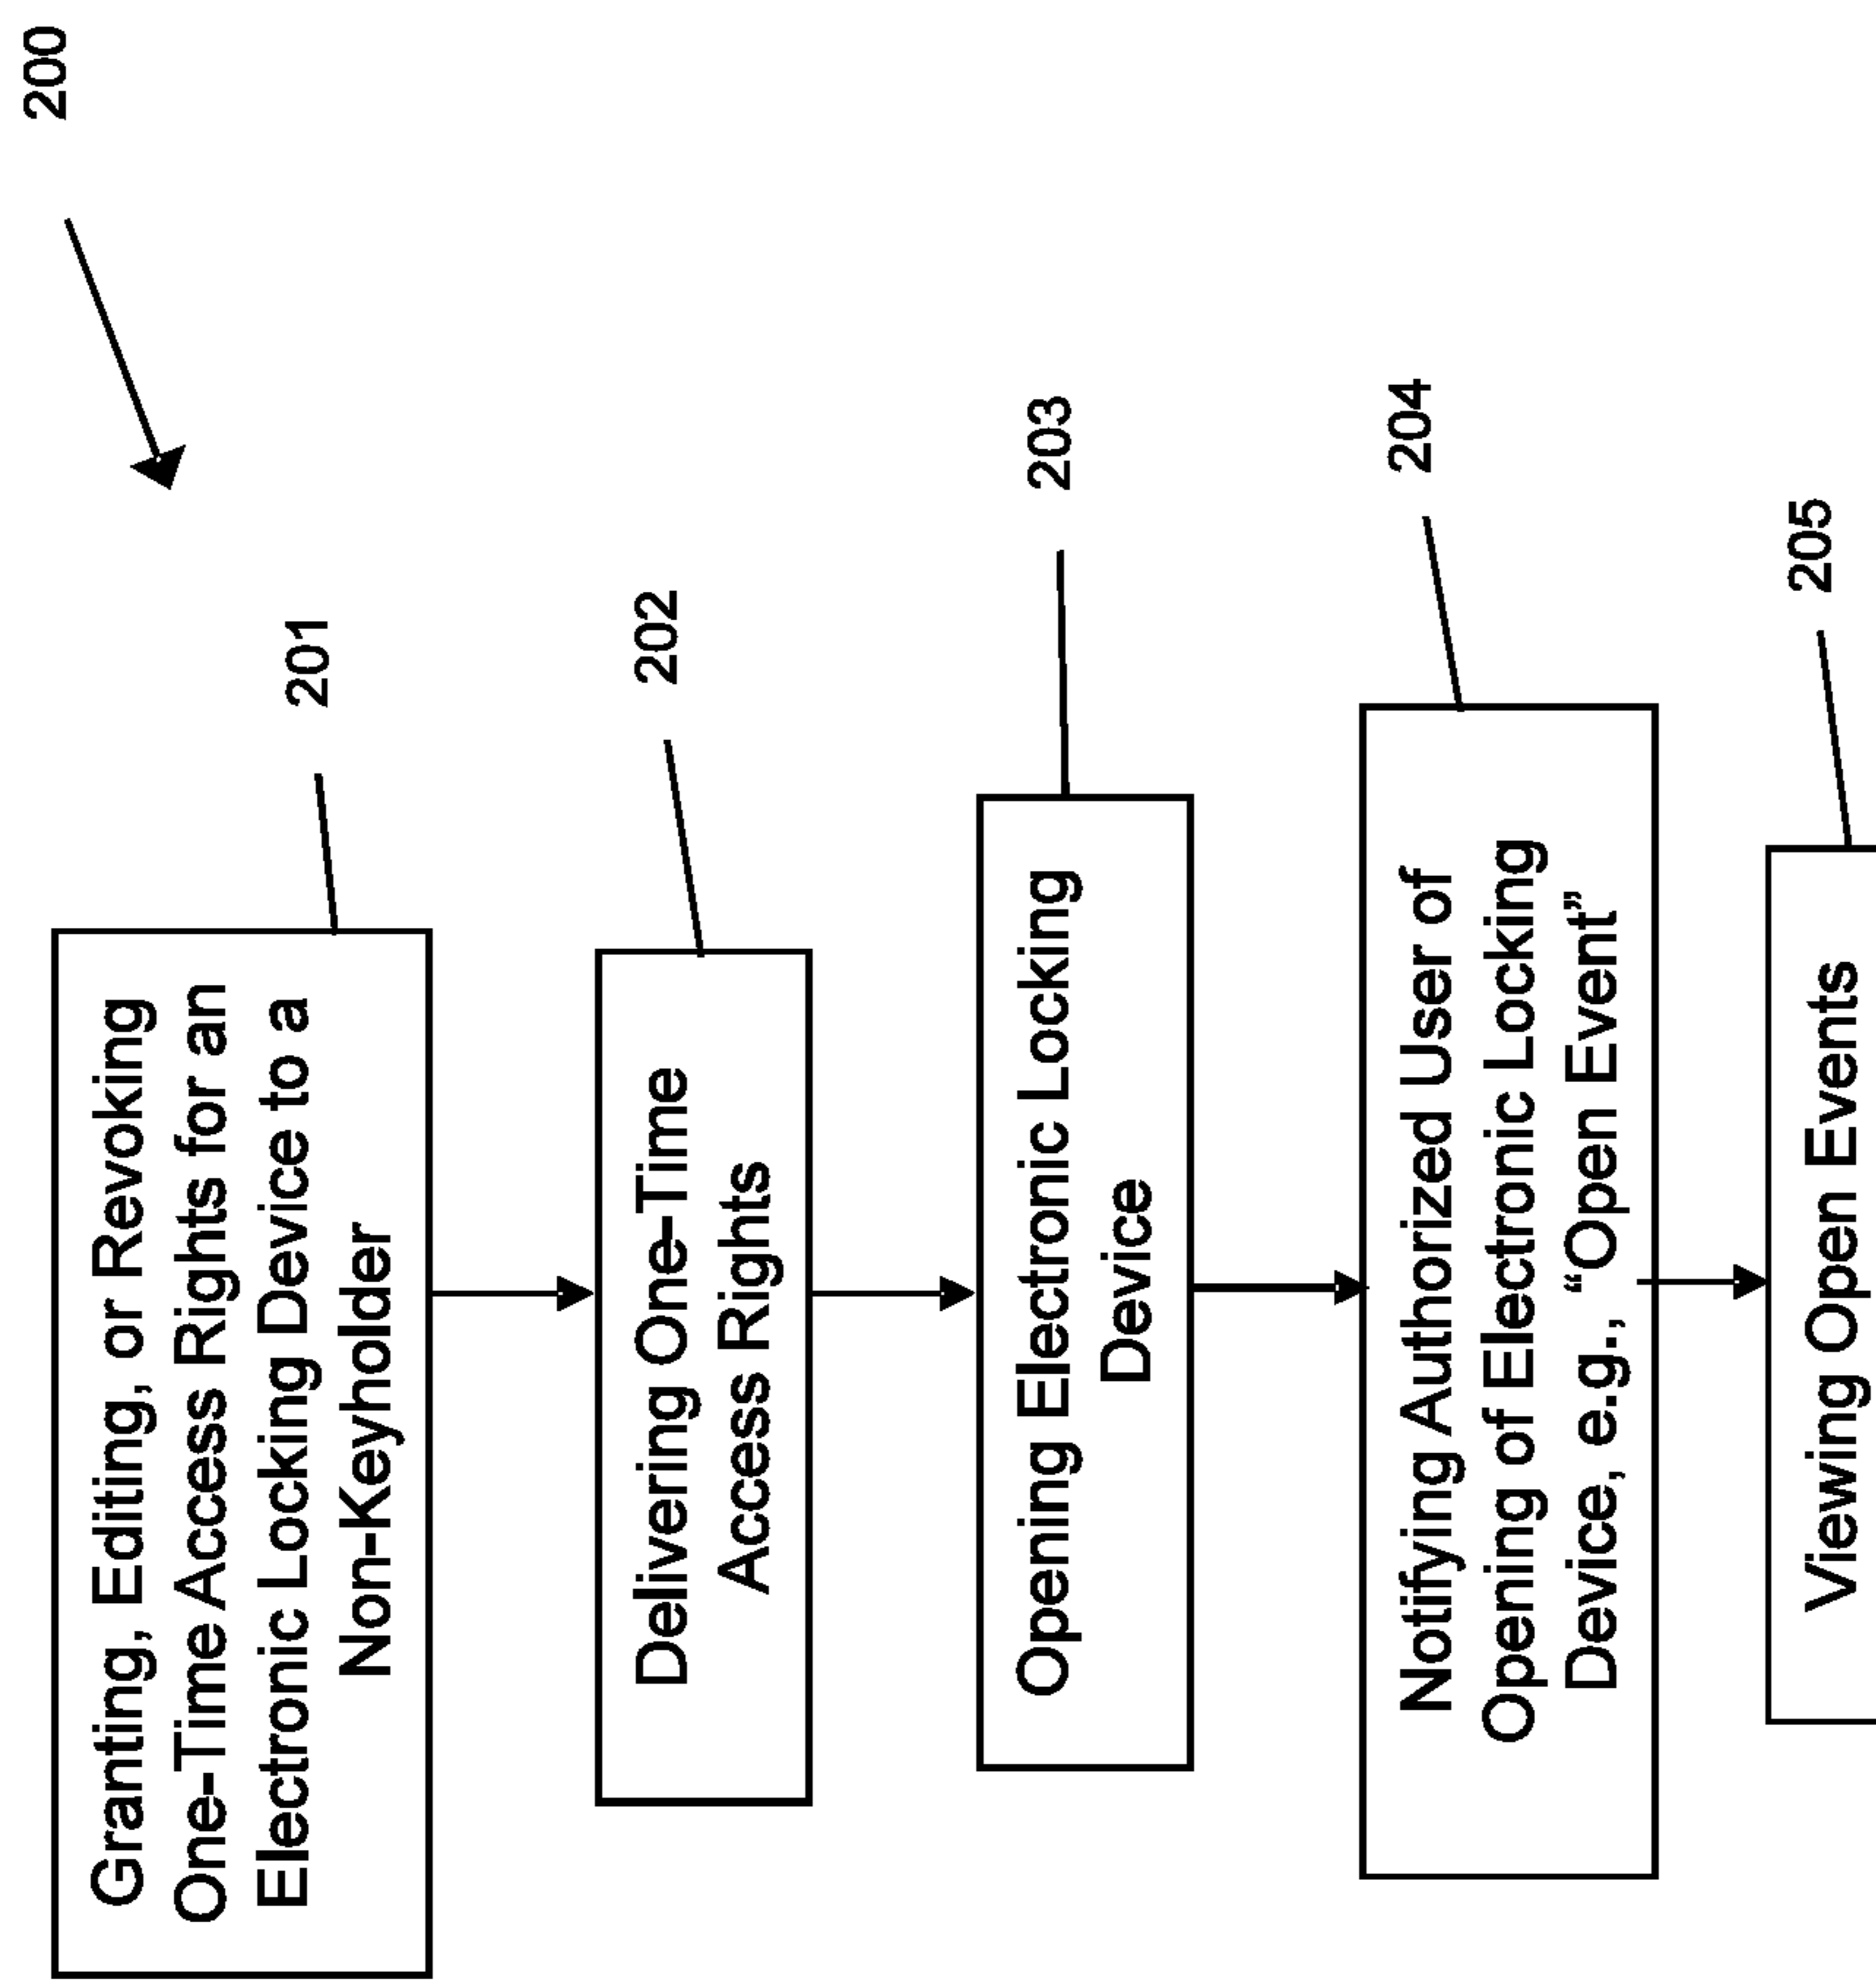 200
Granting, Editing, or Revoking
One-Time Access Rights for an
Electronic Locking Device to a
Non-Keyholder
201
Delivering One-Time
Access Rights
202
Opening Electronic Locking
Device
203
Notifying Authorized User of
Opening of Electronic Locking
Device, e.g., “Open Event”
204
Viewing Open Events
205